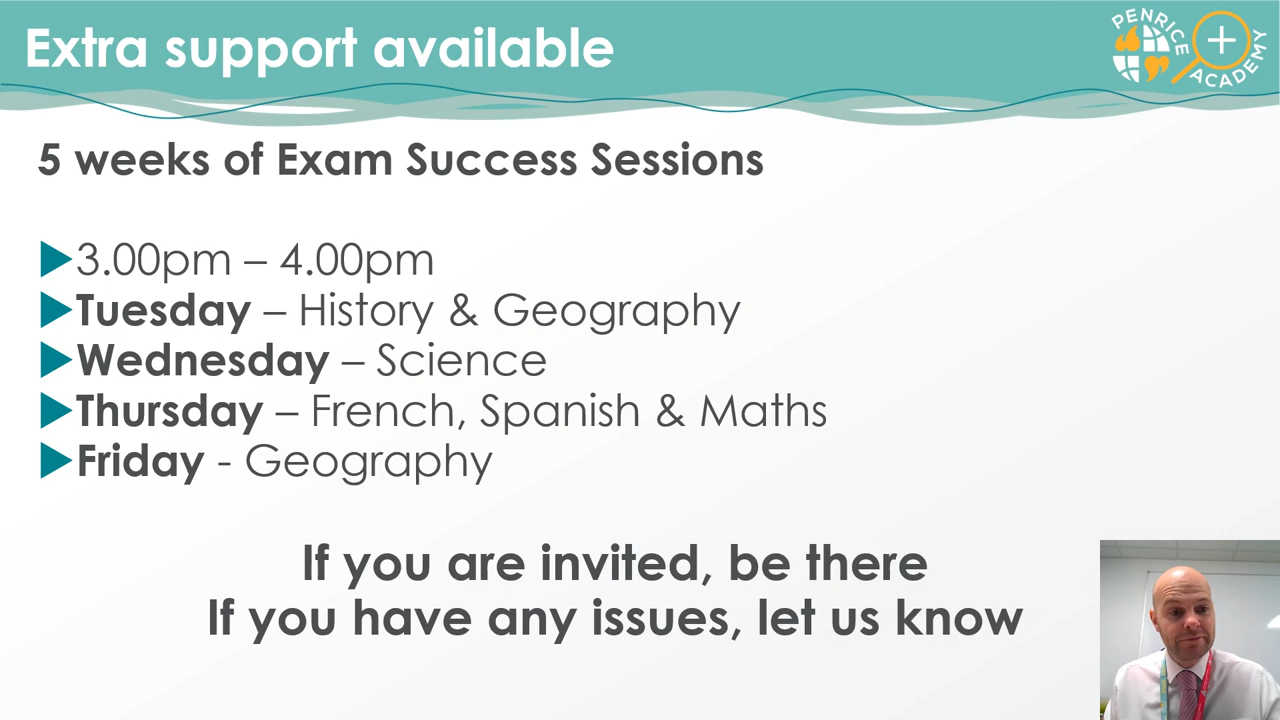 Extra support available
PENRICE ACADEMY
5 weeks of Exam Success Sessions
3.00pm – 4.00pm
Tuesday – History & Geography
Wednesday – Science
Thursday – French, Spanish & Maths
Friday - Geography
If you are invited, be there
If you have any issues, let us know